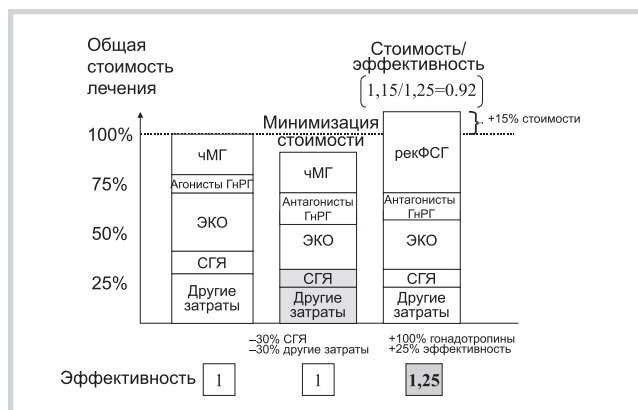 Общая
стоимость
лечения
Стоимость/
эффективность
1,15/1,25=0.92
+15% стоимости
Минимизация
стоимости
100%
75%
50%
25%
чМГ
Агонисты ГнРГ
ЭКО
СГЯ
Другие
затраты
чМГ
Антагонисты
ГнРГ
ЭКО
СГЯ
Другие
затраты
рекФСГ
Антагонисты
ГнРГ
ЭКО
СГЯ
Другие
затраты
–30% СГЯ
–30% другие затраты
+100% гонадотропины
+25% эффективность
Эффективность 1 1 1,25